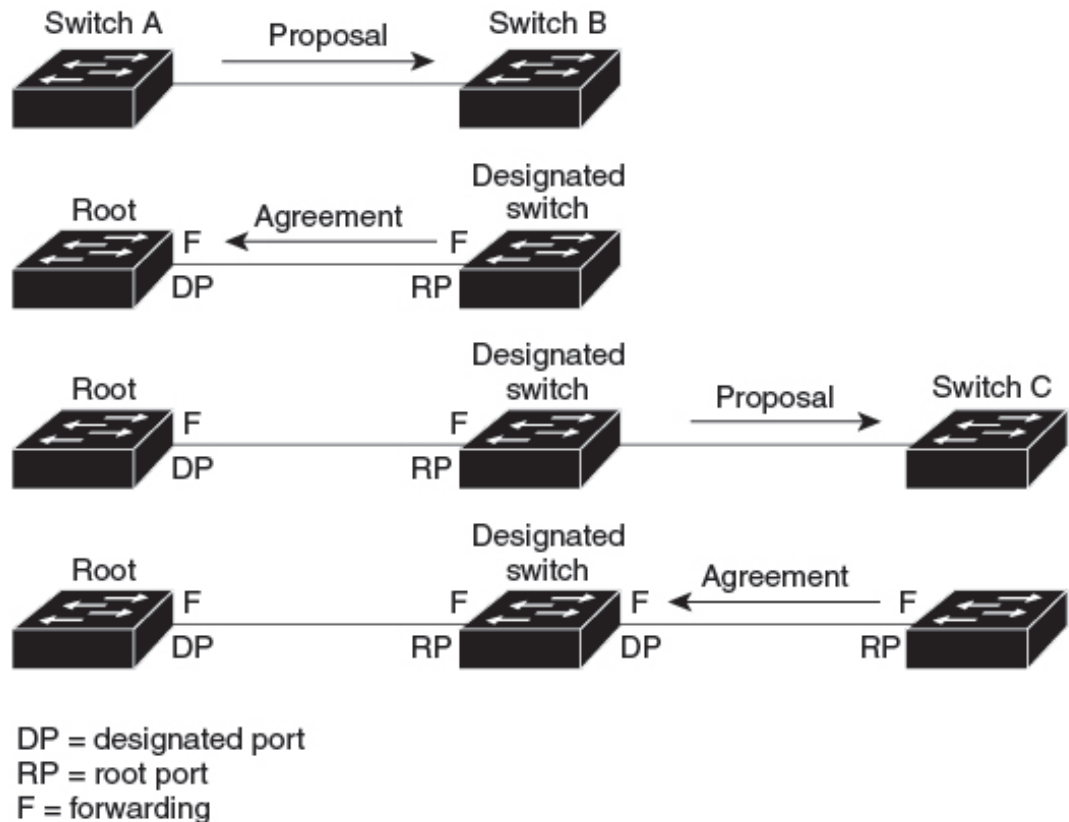 Switch A
Proposal
Switch B
Root
Agreement
Designated
switch
F
F
DP
RP
Root
Designated
switch
Proposal
Switch C
F
F
DP
RP
Root
Designated
switch
Agreement
F
F
F
F
DP
RP
DP
RP
DP = designated port
RP = root port
F = forwarding